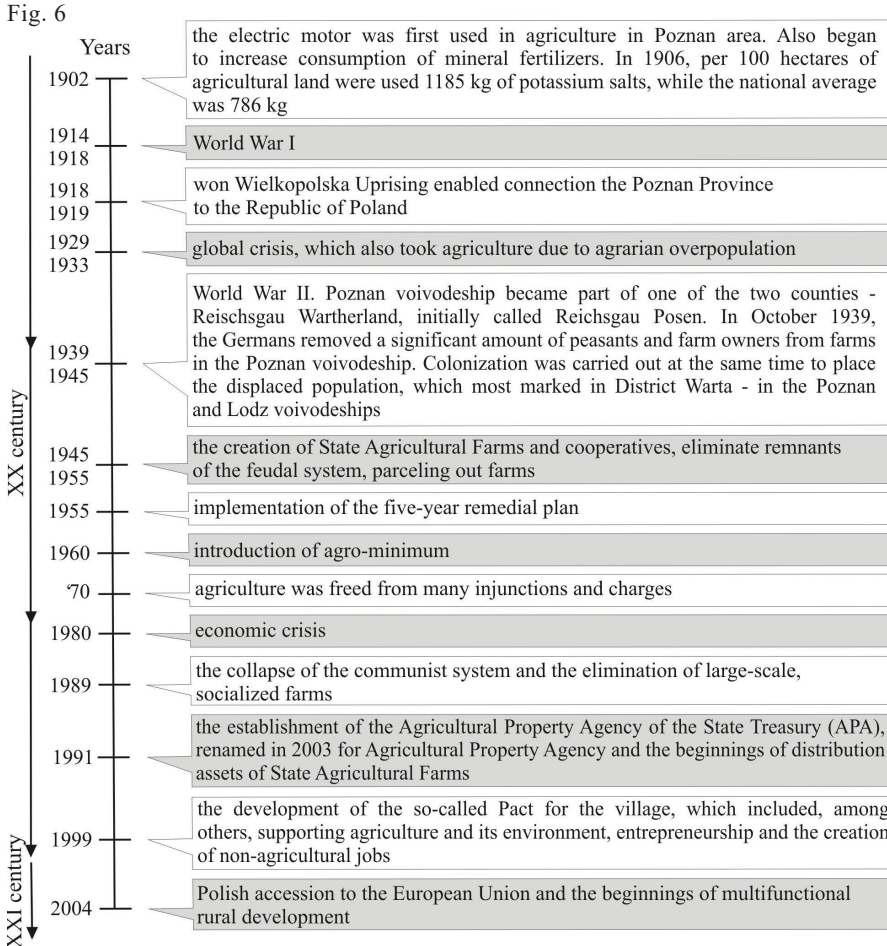 Fig. 6
Years
1902
the electric motor was first used in agriculture in Poznan area. Also began
to increase consumption of mineral fertilizers. In 1906, per 100 hectares of
agricultural land were used 1185 kg of potassium salts, while the national average
was 786 kg
1914
1918
World War I
1918
1919
won Wielkopolska Uprising enabled connection the Poznan Province
to the Republic of Poland
1929
1933
global crisis, which also took agriculture due to agrarian overpopulation
1939
1945
World War II. Poznan voivodeship became part of one of the two counties -
Reischsgau Wartherland, initially called Reichsgau Posen. In October 1939,
the Germans removed a significant amount of peasants and farm owners from farms
in the Poznan voivodeship. Colonization was carried out at the same time to place
the displaced population, which most marked in District Warta - in the Poznan
and Lodz voivodeships
XX century
1945
1955
the creation of State Agricultural Farms and cooperatives, eliminate remnants
of the feudal system, parceling out farms
1955
implementation of the five-year remedial plan
1960
introduction of agro-minimum
'70
agriculture was freed from many injunctions and charges
1980
economic crisis
1989
the collapse of the communist system and the elimination of large-scale,
socialized farms
1991
the establishment of the Agricultural Property Agency of the State Treasury (APA),
renamed in 2003 for Agricultural Property Agency and the beginnings of distribution
assets of State Agricultural Farms
1999
the development of the so-called Pact for the village, which included, among
others, supporting agriculture and its environment, entrepreneurship and the creation
of non-agricultural jobs
XXI century
2004
Polish accession to the European Union and the beginnings of multifunctional
rural development